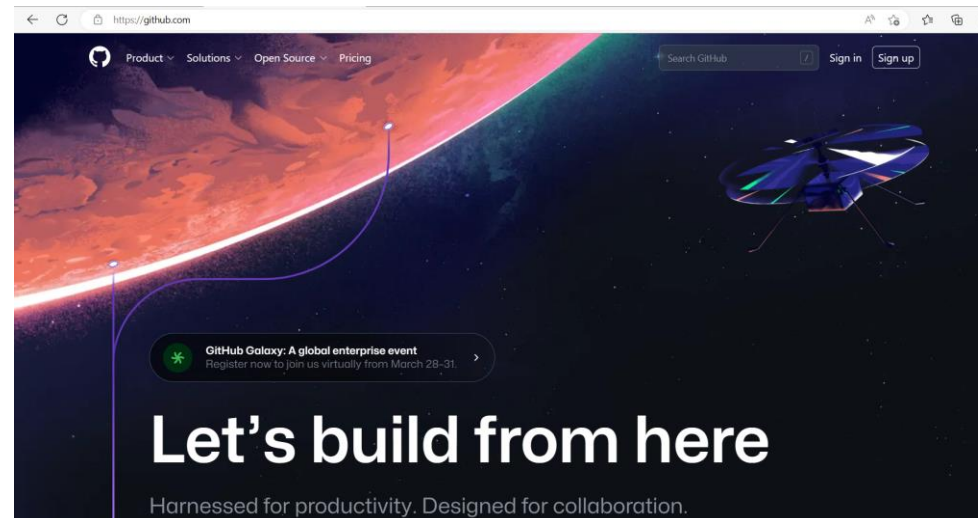 https://github.com
Product Solutions Open Source Pricing Search GitHub / Sign in Sign up
GitHub Galaxy: A global enterprise event
Register now to join us virtually from March 28-31.
Let's build from here
Harnessed for productivity. Designed for collaboration.